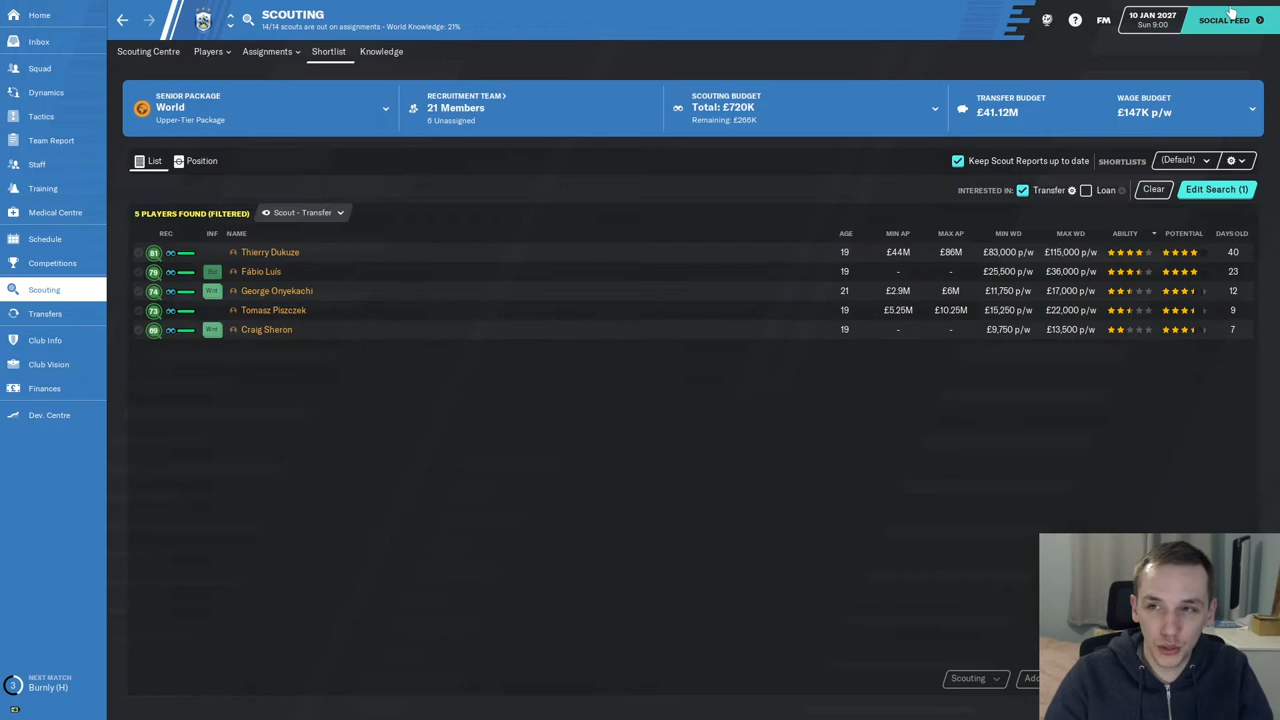 Home
Inbox
Squad
Dynamics
Tactics
Team Report
Staff
Training
Medical Centre
Schedule
Competitions
Scouting
Transfers
Club Info
Club Vision
Finances
Dev. Centre
3 NEXT MATCH
Burnly (H)
SCOUTING
14/14 scouts are out on assignments - World Knowledge: 21%
? FM 10 JAN 2027 SOCIAL FEED
Sun 9:00
Scouting Centre Players Assignments Shortlist Knowledge
SENIOR PACKAGE RECRUITMENT TEAM SCOUTING BUDGET TRANSFER BUDGET WAGE BUDGET
World 21 Members Total: £720K £41.12M £147K p/w
Upper-Tier Package 6 Unassigned Remaining: £266K
List Position Keep Scout Reports up to date SHORTLISTS (Default)
INTERESTED IN: Transfer Loan Clear Edit Search (1)
5 PLAYERS FOUND (FILTERED) Scout - Transfer
REC INF NAME AGE MIN AP MAX AP MIN WD MAX WD ABILITY POTENTIAL DAYS OLD
81 Thierry Dukuze 19 £44M £86M £83,000 p/w £115,000 p/w 40
79 Bid Fábio Luís 19 - - £25,500 p/w £36,000 p/w 23
74 Wnt George Onyekachi 21 £2.9M £6M £11,750 p/w £17,000 p/w 12
73 Tomasz Piszczek 19 £5.25M £10.25M £15,250 p/w £22,000 p/w 9
69 Wnt Craig Sheron 19 - - £9,750 p/w £13,500 p/w 7
Scouting